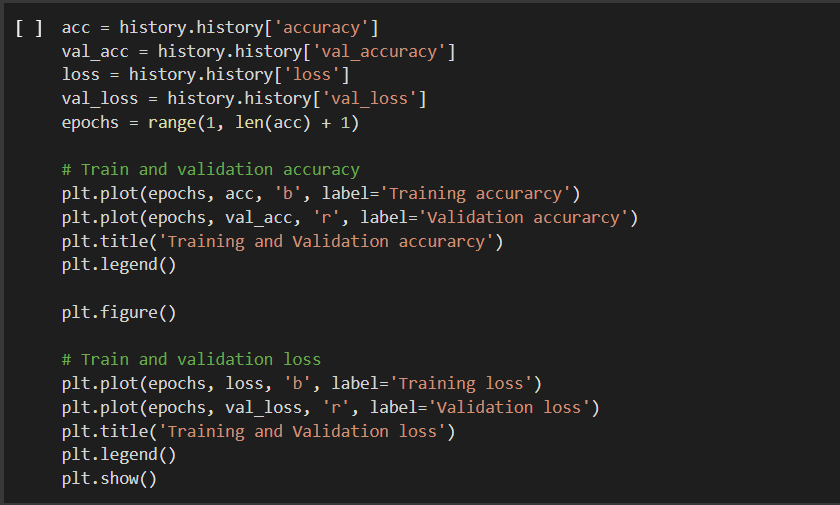 [ ] acc = history.history['accuracy']
val_acc = history.history['val_accuracy']
loss = history.history['loss']
val_loss = history.history['val_loss']
epochs = range(1, len(acc) + 1)
# Train and validation accuracy
plt.plot(epochs, acc, 'b', label='Training accurarcy')
plt.plot(epochs, val_acc, 'r', label='Validation accurarcy')
plt.title('Training and Validation accurarcy')
plt.legend()
plt.figure()
# Train and validation loss
plt.plot(epochs, loss, 'b', label='Training loss')
plt.plot(epochs, val_loss, 'r', label='Validation loss')
plt.title('Training and Validation loss')
plt.legend()
plt.show()